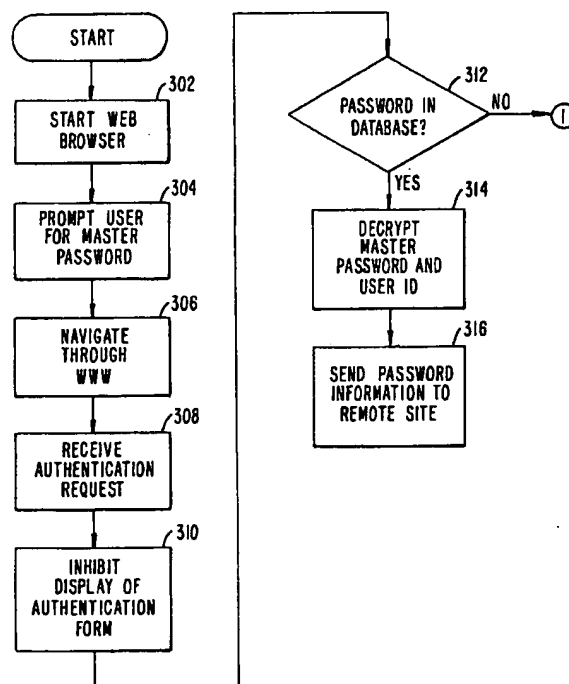 START
302
START WEB
BROWSER
304
PROMPT USER
FOR MASTER
PASSWORD
306
NAVIGATE
THROUGH
WWW
308
RECEIVE
AUTHENTICATION
REQUEST
310
INHIBIT
DISPLAY OF
AUTHENTICATION
FORM
312
PASSWORD IN
DATABASE?
NO
1
YES
314
DECRYPT
MASTER
PASSWORD AND
USER ID
316
SEND PASSWORD
INFORMATION TO
REMOTE SITE